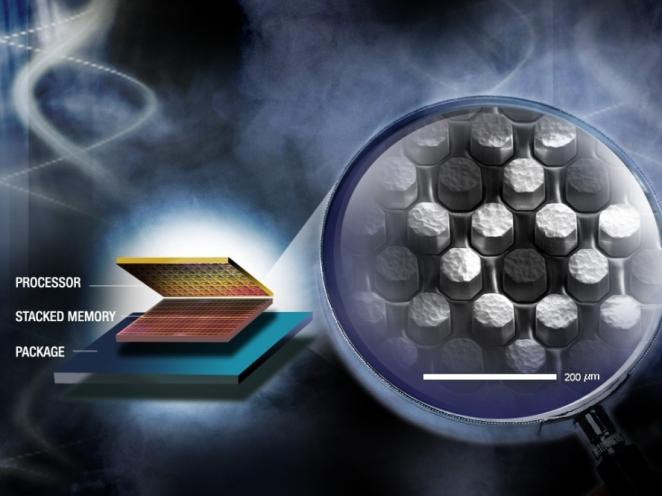 PROCESSOR
STACKED MEMORY
PACKAGE
200 μm